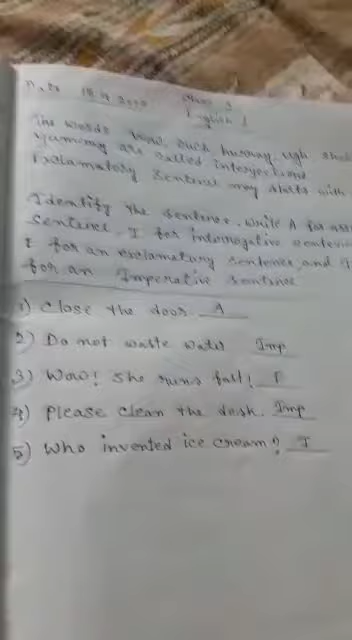 Class 3
English
The words wow, ouch hurray, ugh
yummy are called interjections
Exclamatory sentence may starts with
Identify the sentence. write A for
sentence, I for interrogative
E for an exclamatory sentence, and
for an Imperative sentence
1) Close the door. A
2) Do not waste water Imp
3) Wow! she runs fast! E
4) Please clean the desk. Imp
5) Who invented ice cream? I